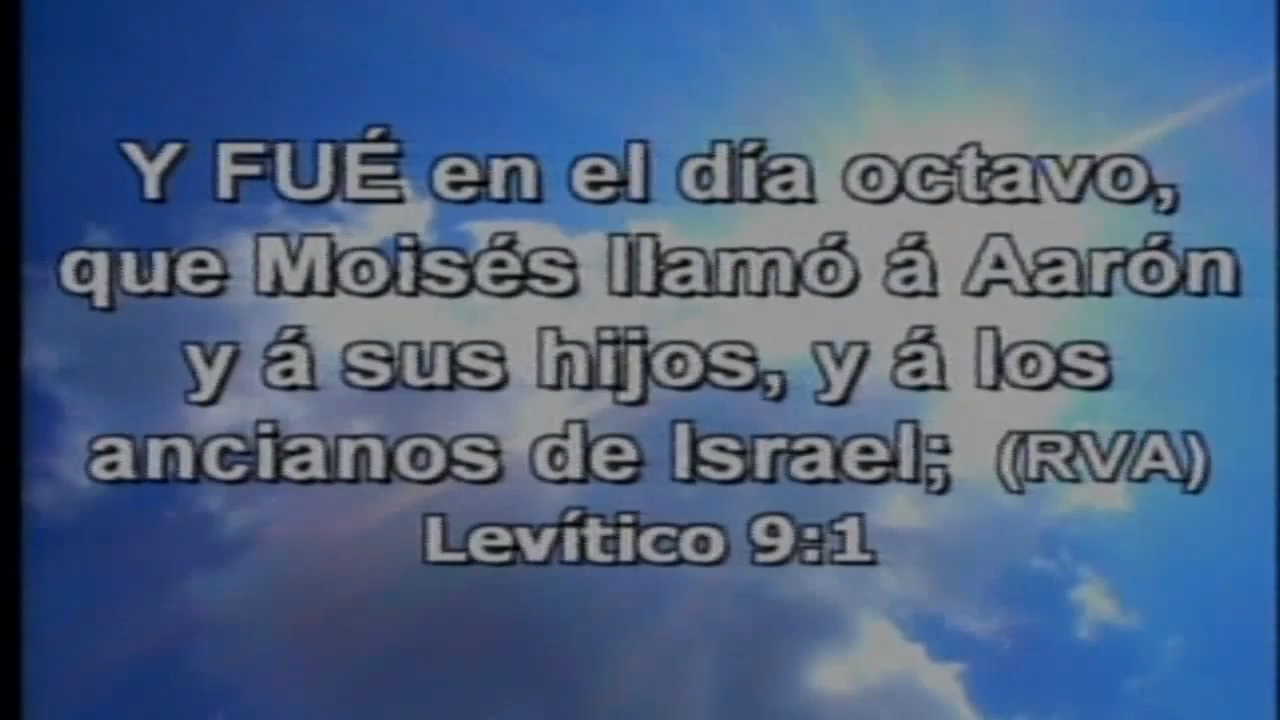 Y FUÉ en el día octavo,
que Moisés llamó á Aarón
y á sus hijos, y á los
ancianos de Israel; (RVA)
Levítico 9:1